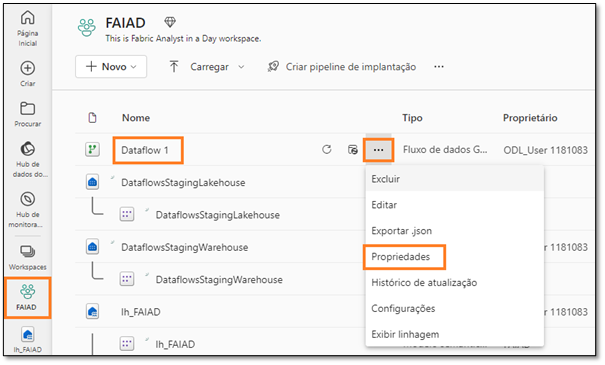 FAIAD
This is Fabric Analyst in a Day workspace.
Página
Inicial
Criar
Procurar
Hub de
dados do...
Hub de
monitora...
Workspaces
FAIAD
lh_FAIAD
+ Novo
Carregar
Criar pipeline de implantação
...
Nome
Tipo
Proprietário
Dataflow 1
...
Fluxo de dados G...
ODL_User 1181083
DataflowsStagingLakehouse
DataflowsStagingLakehouse
DataflowsStagingWarehouse
1181083
DataflowsStagingWarehouse
lh_FAIAD
1181083
lh_FAIAD
Excluir
Editar
Exportar .json
Propriedades
Histórico de atualização
Configurações
Exibir linhagem